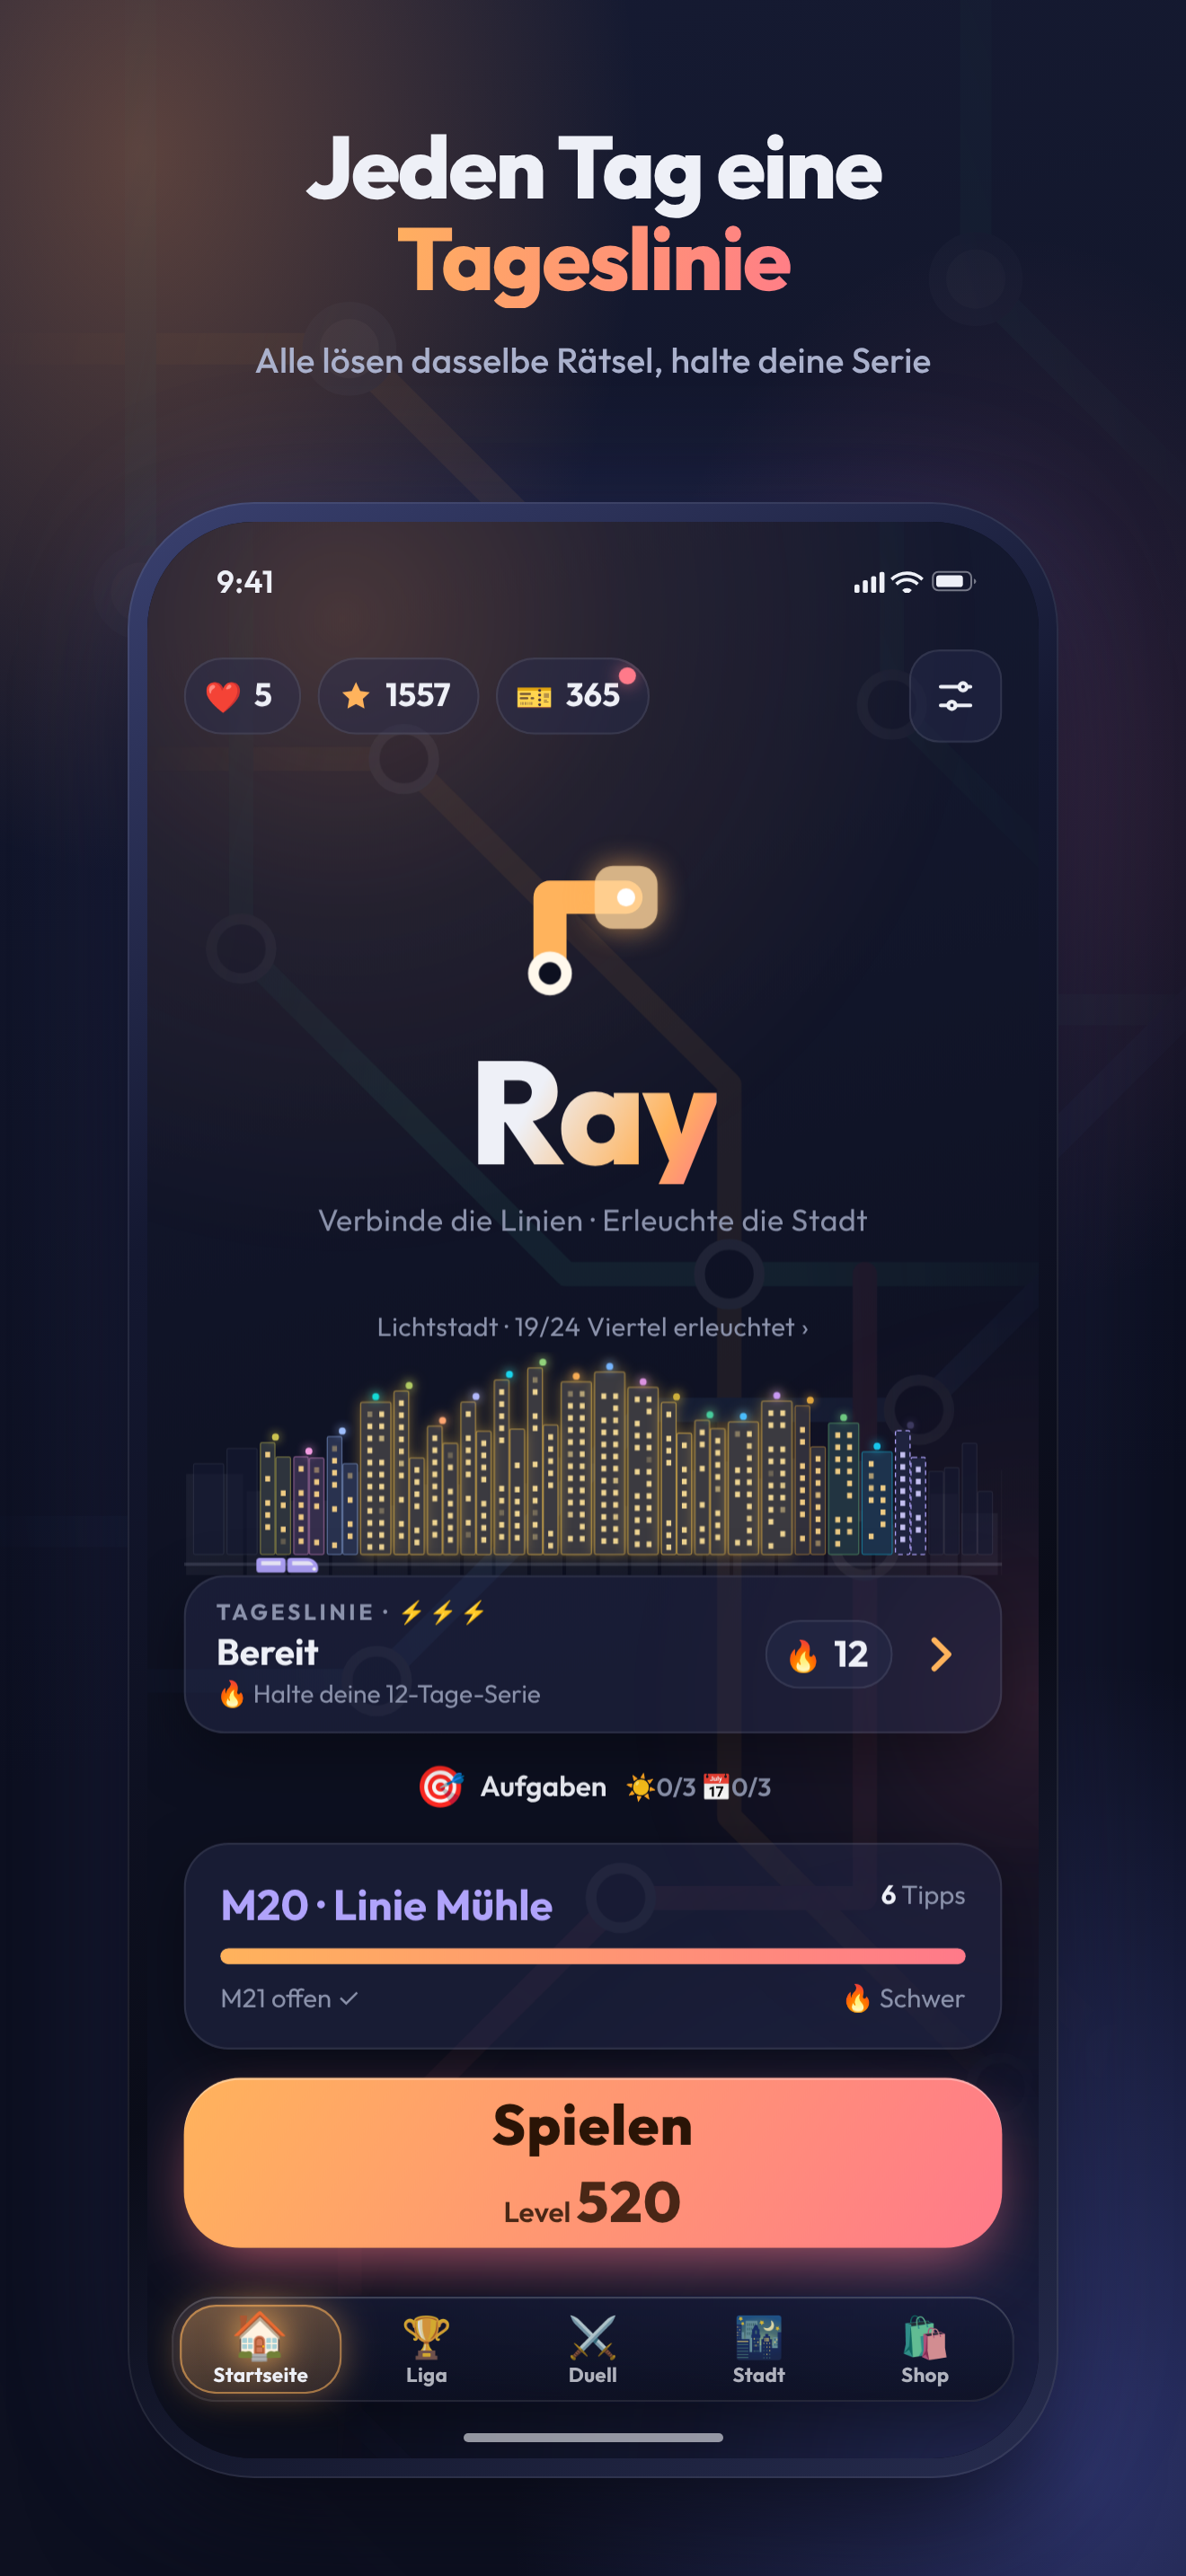 Jeden Tag eine
Tageslinie
Alle lösen dasselbe Rätsel, halte deine Serie
9:41
❤️ 5 ★ 1557 🎫 365
Ray
Verbinde die Linien · Erleuchte die Stadt
Lichtstadt · 19/24 Viertel erleuchtet ›
TAGESLINIE · ⚡⚡⚡
Bereit
🔥 12
🔥 Halte deine 12-Tage-Serie
🎯 Aufgaben ☀️0/3 📅0/3
M20 · Linie Mühle
6 Tipps
M21 offen ✓
🔥 Schwer
Spielen
Level 520
Startseite Liga Duell Stadt Shop